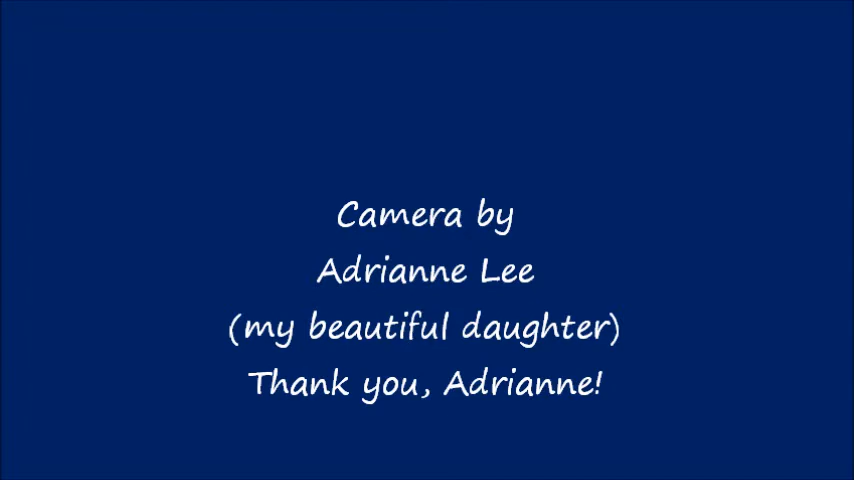 Camera by
Adrianne Lee
(my beautiful daughter)
Thank you, Adrianne!